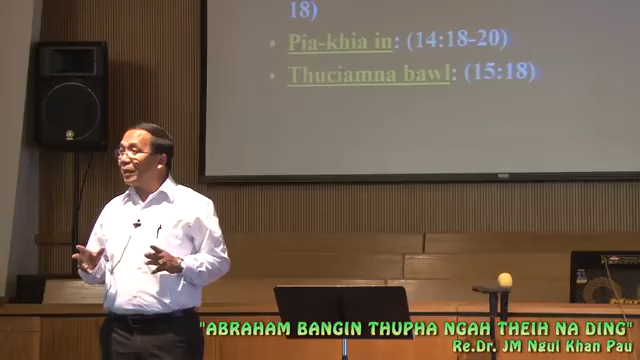 18)
▪ Pia-khia in: (14:18-20)
▪ Thuciamna bawl: (15:18)
"ABRAHAM BANGIN THUPHA NGAH THEIH NA DING"
Re.Dr. JM Ngul Khan Pau